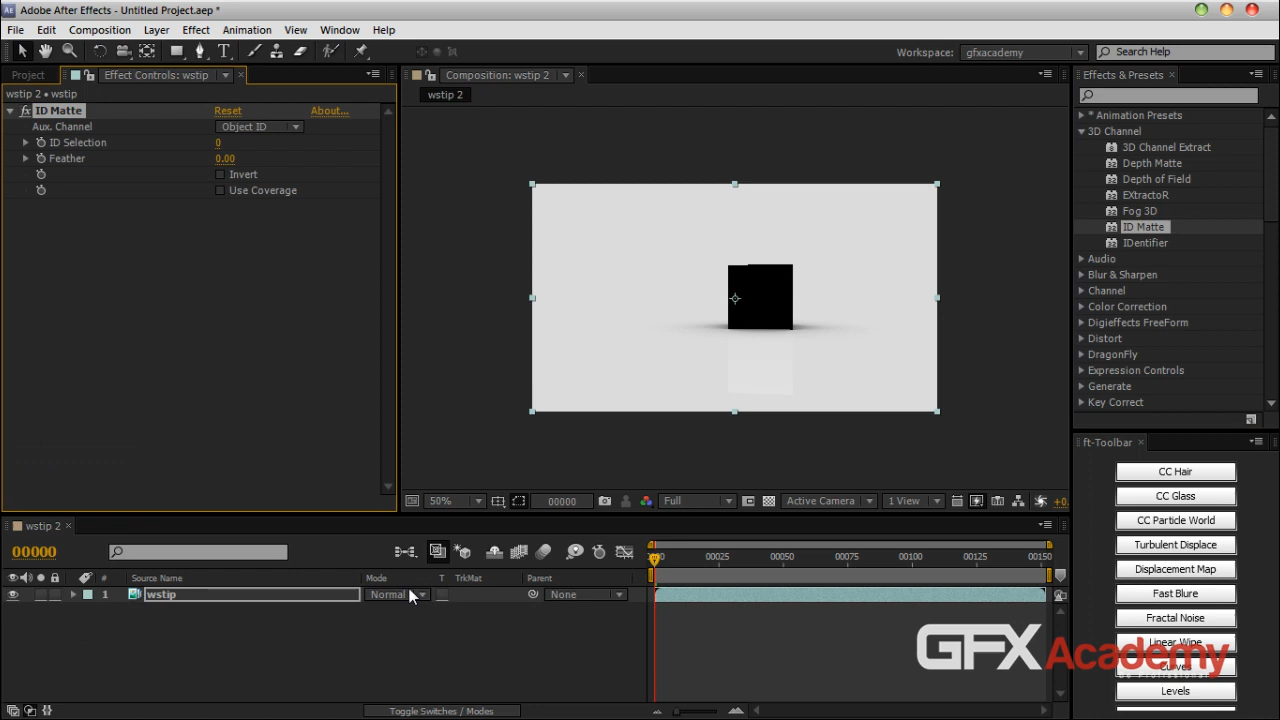 Adobe After Effects - Untitled Project.aep *
File Edit Composition Layer Effect Animation View Window Help
Workspace: gfxacademy Search Help
Project Effect Controls: wstip
wstip 2 • wstip
fx ID Matte Reset About...
Aux. Channel Object ID
ID Selection 0
Feather 0.00
Invert
Use Coverage
Composition: wstip 2
wstip 2
50% 00000 Full Active Camera 1 View +0.
Effects & Presets
* Animation Presets
3D Channel
3D Channel Extract
Depth Matte
Depth of Field
EXtractoR
Fog 3D
ID Matte
IDentifier
Audio
Blur & Sharpen
Channel
Color Correction
Digieffects FreeForm
Distort
DragonFly
Expression Controls
Generate
Key Correct
ft-Toolbar
CC Hair
CC Glass
CC Particle World
Turbulent Displace
Displacement Map
Fast Blure
Fractal Noise
Linear Wipe
Curves
Levels
wstip 2
00000
00025 00050 00075 00100 00125 00150
# Source Name Mode T TrkMat Parent
1 wstip Normal None
GFXAcademy
Toggle Switches / Modes